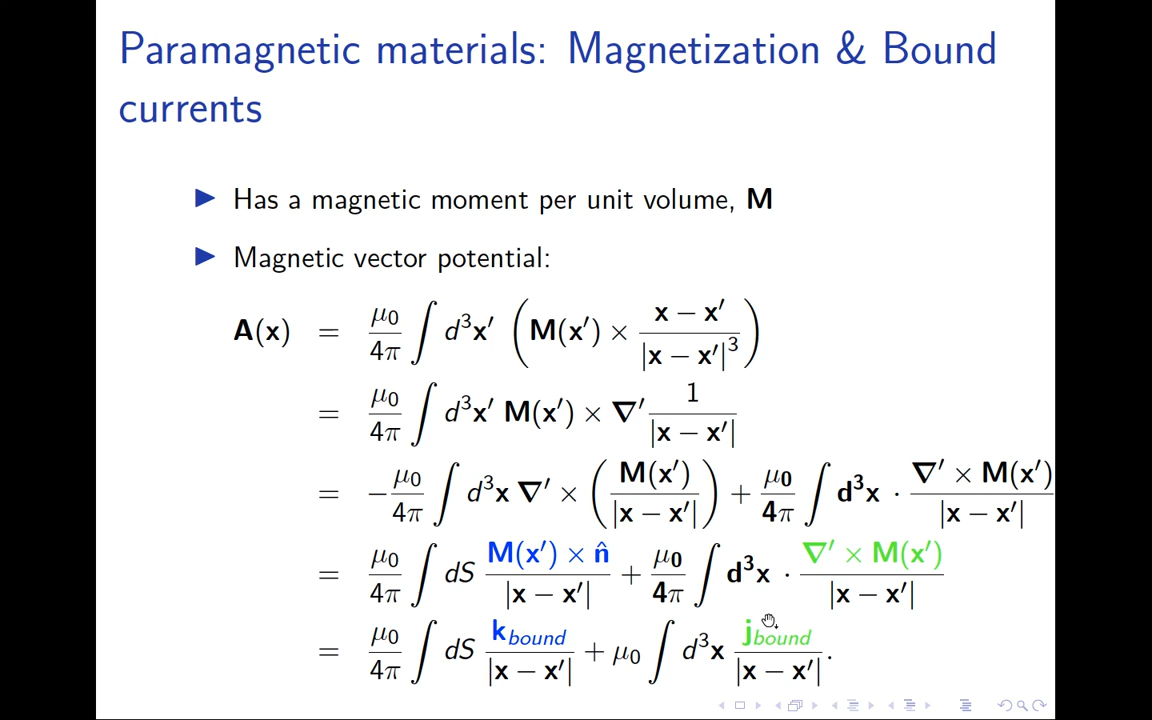 Paramagnetic materials: Magnetization & Bound
currents
▶ Has a magnetic moment per unit volume, M
▶ Magnetic vector potential:
A(x) = μ₀/4π ∫ d³x′ ( M(x′) × (x − x′)/|x − x′|³ )
= μ₀/4π ∫ d³x′ M(x′) × ∇′ 1/|x − x′|
= −μ₀/4π ∫ d³x ∇′ × ( M(x′)/|x − x′| ) + μ₀/4π ∫ d³x · ∇′ × M(x′)/|x − x′|
= μ₀/4π ∫ dS M(x′) × n̂/|x − x′| + μ₀/4π ∫ d³x · ∇′ × M(x′)/|x − x′|
= μ₀/4π ∫ dS k_bound/|x − x′| + μ₀ ∫ d³x j_bound/|x − x′|.